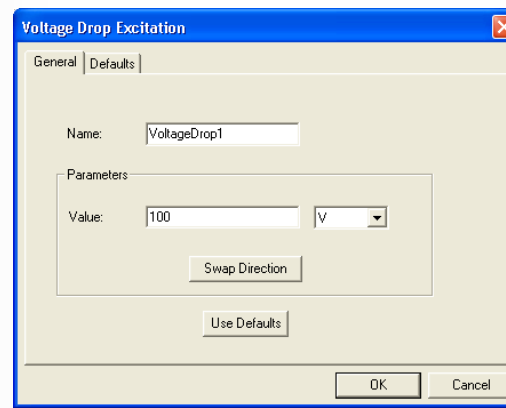 Voltage Drop Excitation
General Defaults
Name: VoltageDrop1
Parameters
Value: 100 V
Swap Direction
Use Defaults
OK Cancel